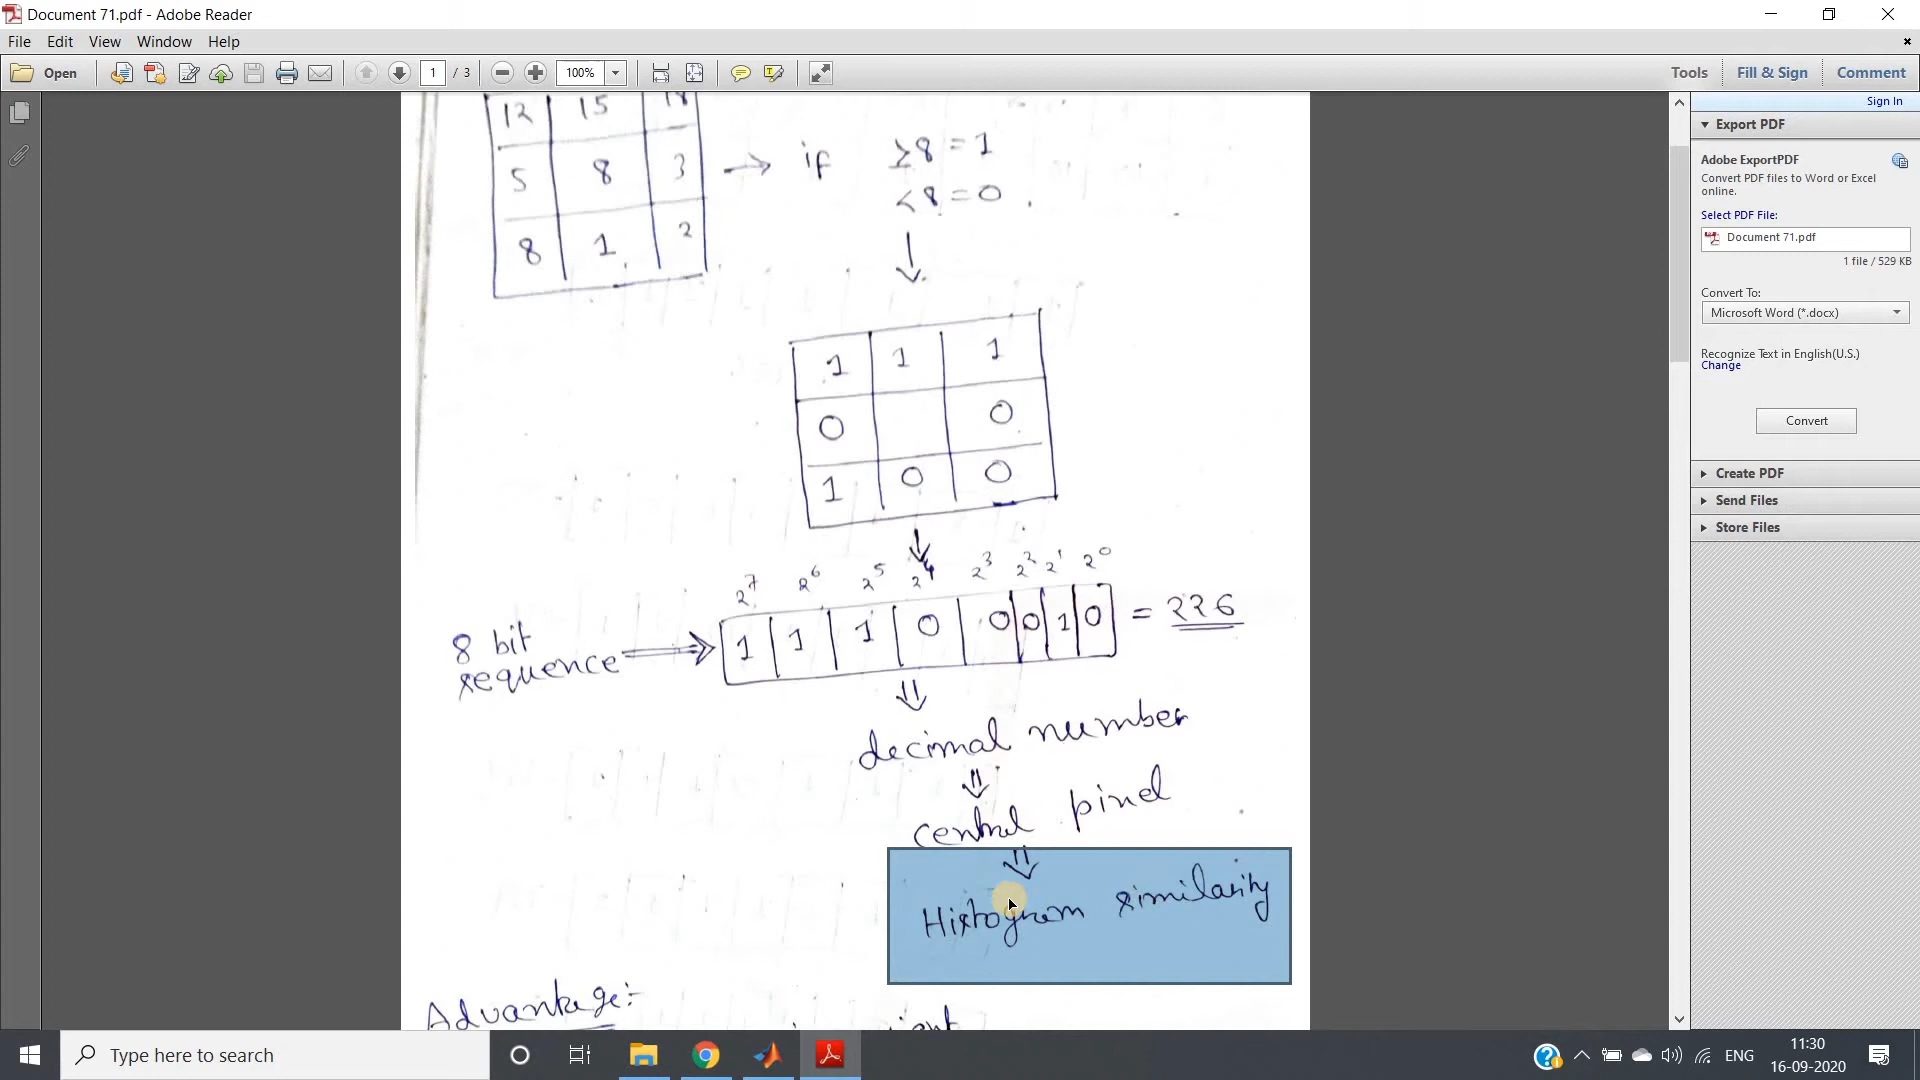 Document 71.pdf - Adobe Reader
File Edit View Window Help
Open 1 / 3 100% Tools Fill & Sign Comment
Sign In
Export PDF
Adobe ExportPDF
Convert PDF files to Word or Excel
online.
Select PDF File:
Document 71.pdf
1 file / 529 KB
Convert To:
Microsoft Word (*.docx)
Recognize Text in English(U.S.)
Change
Convert
Create PDF
Send Files
Store Files
12 15 18
5 8 3 → if ≥8 = 1
<8 = 0
8 1 2
1 1 1
0 0
1 0 0
2^7 2^6 2^5 2^4 2^3 2^2 2^1 2^0
8 bit
sequence ⇒ 1 1 1 0 0 0 1 0 = 226
decimal number
central pixel
Histogram similarity
Advantage:-
Type here to search
ENG
11:30
16-09-2020